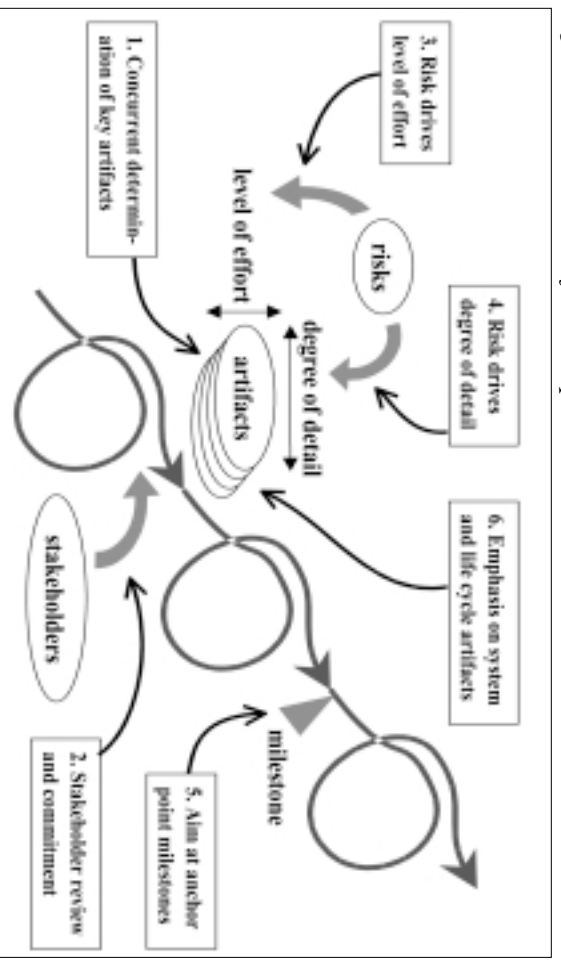 3. Risk drives
level of effort
4. Risk drives
degree of detail
6. Emphasis on system
and life cycle artifacts
risks
level of effort
degree of detail
artifacts
1. Concurrent determin-
ation of key artifacts
stakeholders
milestone
2. Stakeholder review
and commitment
5. Aim at anchor
point milestones